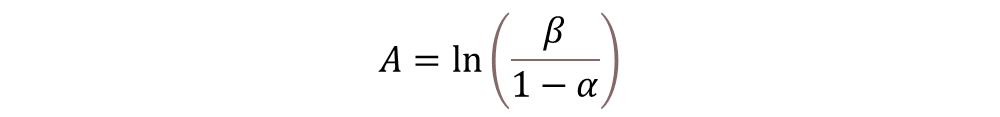 A = ln(β / (1 − α))